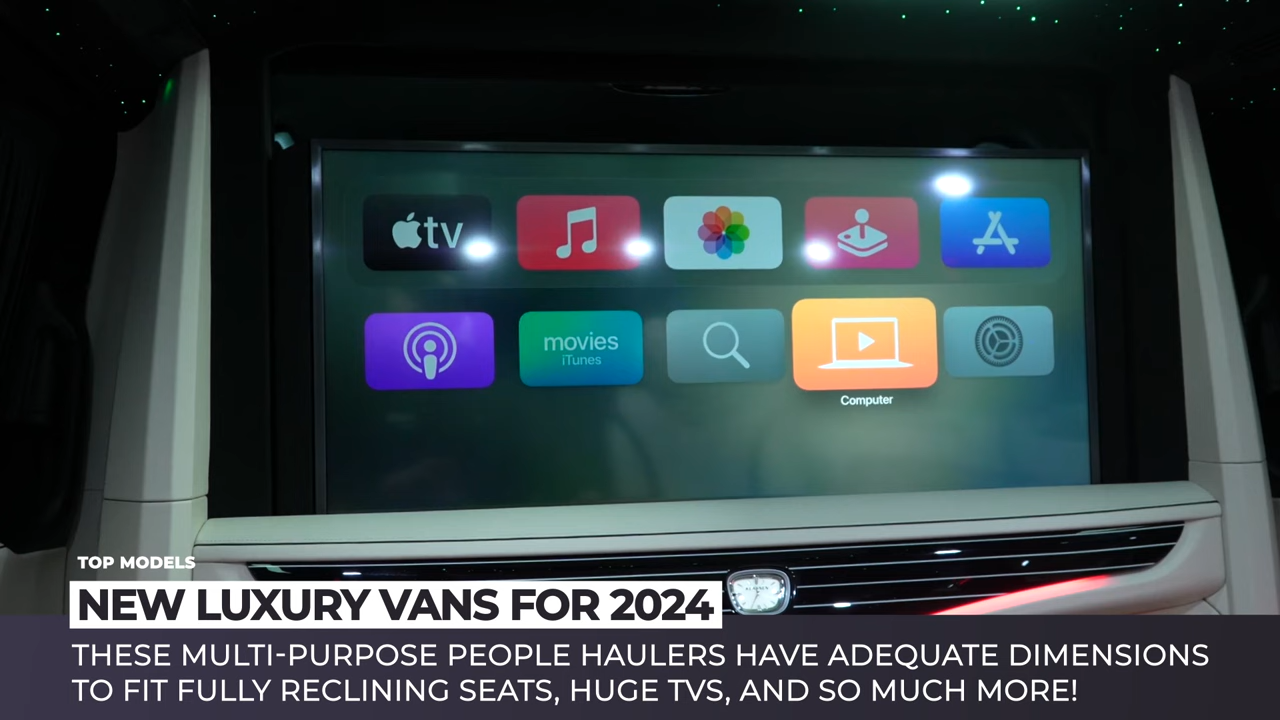 tv
movies
iTunes
Computer
TOP MODELS
NEW LUXURY VANS FOR 2024
THESE MULTI-PURPOSE PEOPLE HAULERS HAVE ADEQUATE DIMENSIONS
TO FIT FULLY RECLINING SEATS, HUGE TVS, AND SO MUCH MORE!